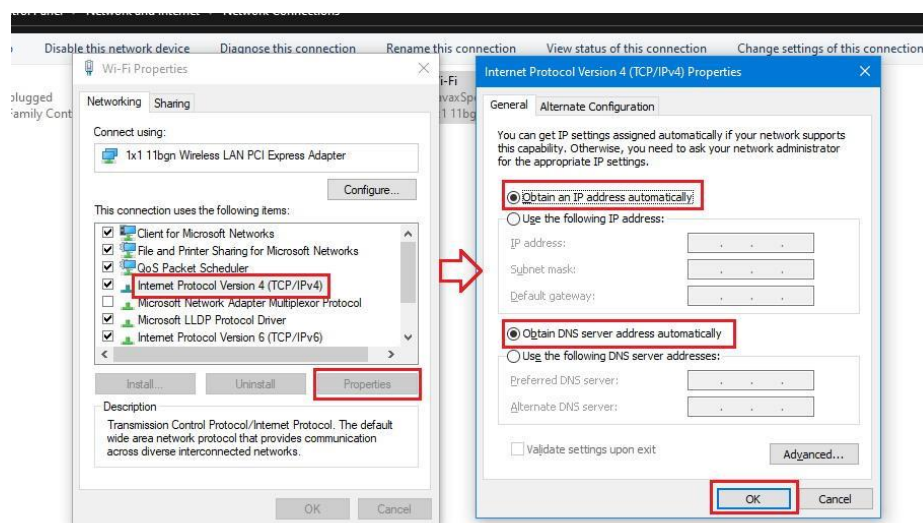 Network and Internet
Network Connections
Disable this network device Diagnose this connection Rename this connection View status of this connection Change settings of this connection
Wi-Fi Properties
Networking Sharing
Connect using:
1x1 11bgn Wireless LAN PCI Express Adapter
Configure...
This connection uses the following items:
Client for Microsoft Networks
File and Printer Sharing for Microsoft Networks
QoS Packet Scheduler
Internet Protocol Version 4 (TCP/IPv4)
Microsoft Network Adapter Multiplexor Protocol
Microsoft LLDP Protocol Driver
Internet Protocol Version 6 (TCP/IPv6)
Install... Uninstall Properties
Description
Transmission Control Protocol/Internet Protocol. The default
wide area network protocol that provides communication
across diverse interconnected networks.
OK Cancel
Internet Protocol Version 4 (TCP/IPv4) Properties
General Alternate Configuration
You can get IP settings assigned automatically if your network supports
this capability. Otherwise, you need to ask your network administrator
for the appropriate IP settings.
Obtain an IP address automatically
Use the following IP address:
IP address:
Subnet mask:
Default gateway:
Obtain DNS server address automatically
Use the following DNS server addresses:
Preferred DNS server:
Alternate DNS server:
Validate settings upon exit
Advanced...
OK Cancel